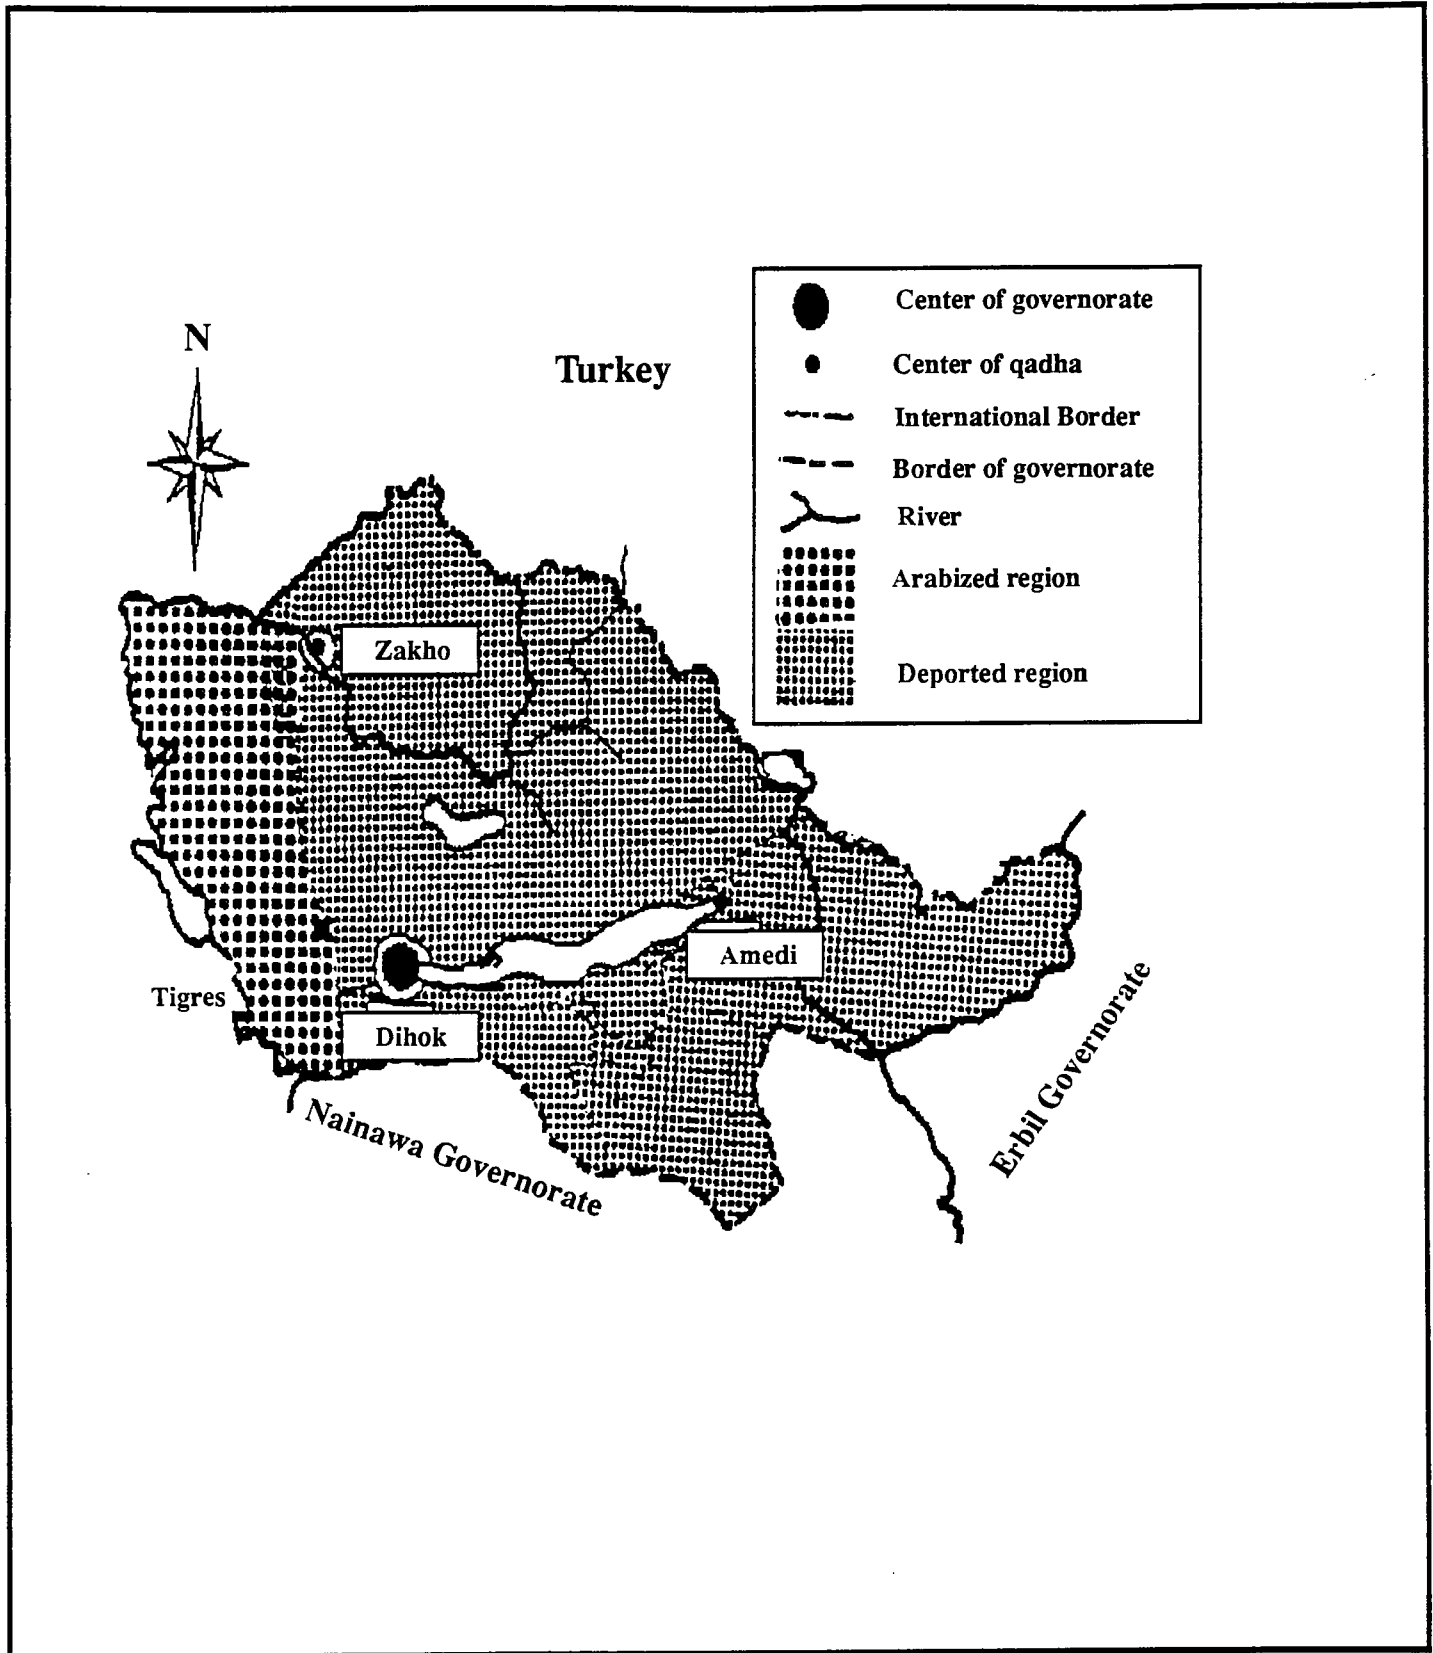 Center of governorate
N
Turkey
Center of qadha
International Border
Border of governorate
River
Arabized region
Zakho
Deported region
Amedi
Tigres
Dihok
Nainawa Governorate
Erbil Governorate